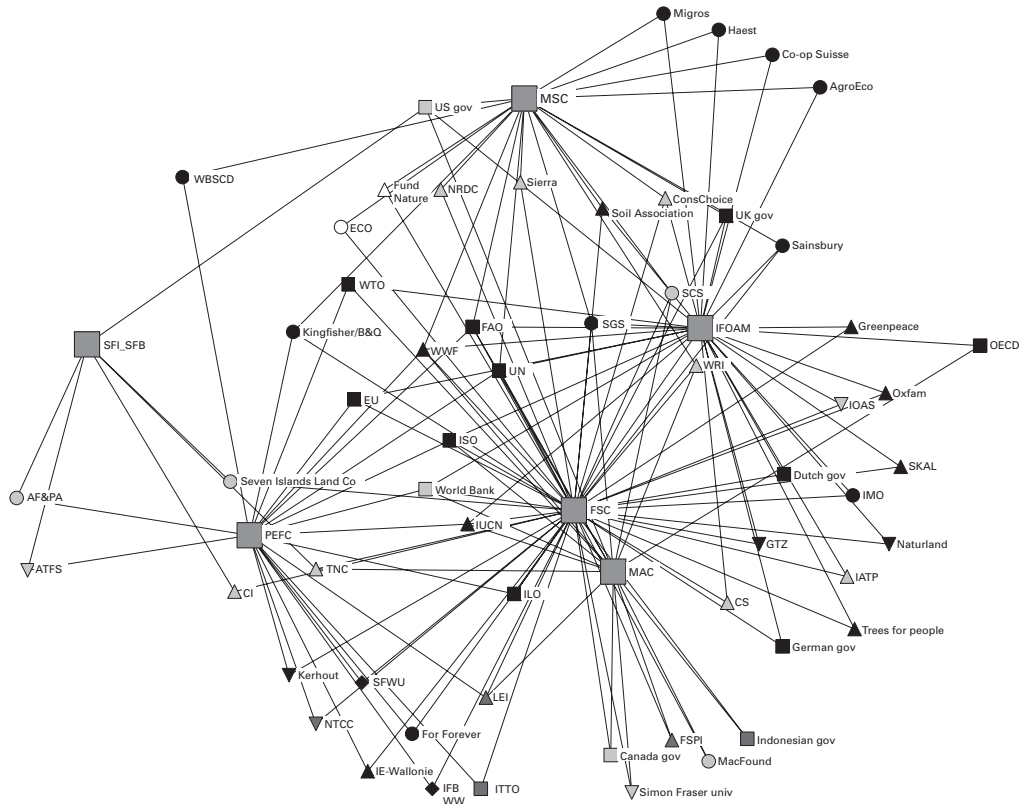 Migros
Haest
Co-op Suisse
AgroEco
MSC
US gov
WBSCD
Fund
Nature
NRDC
Sierra
ConsChoice
Soil Association
UK gov
ECO
Sainsbury
WTO
SCS
Kingfisher/B&Q
FAO
SGS
IFOAM
Greenpeace
SFI_SFB
WWF
OECD
UN
WRI
EU
Oxfam
IOAS
ISO
SKAL
Seven Islands Land Co
World Bank
Dutch gov
AF&PA
IMO
FSC
PEFC
IUCN
GTZ
Naturland
ATFS
TNC
MAC
IATP
CI
ILO
CS
Trees for people
German gov
Kerhout
SFWU
LEI
NTCC
For Forever
FSPI
Indonesian gov
Canada gov
MacFound
IE-Wallonie
IFB
WW
ITTO
Simon Fraser univ